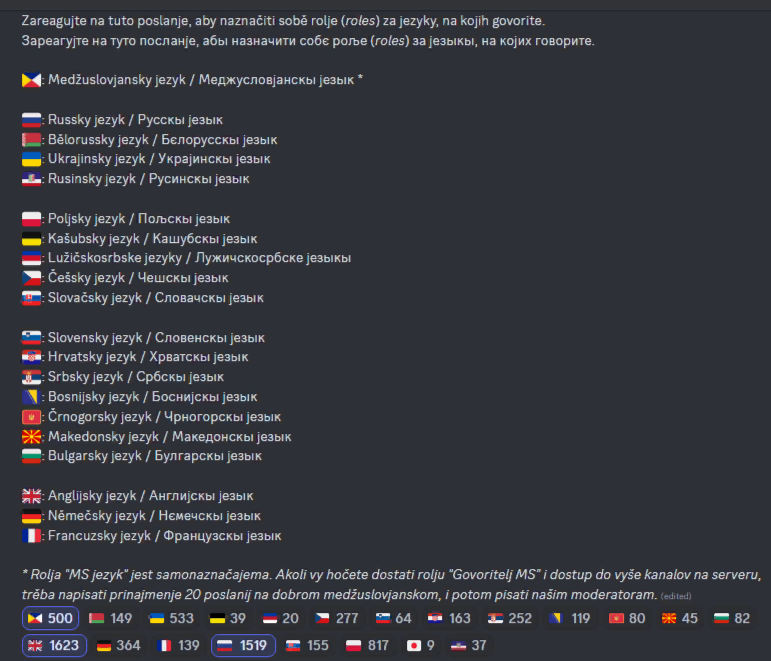 Zareagujte na tuto poslanje, aby naznačiti sobě rolje (roles) za jezyky, na kojih govorite.
Зареагујте на туто посланје, абы назначити собє роље (roles) за језыкы, на којих говорите.
: Medžuslovjansky jezyk / Меджусловјанскы језык *
: Russky jezyk / Русскы језык
: Bělorussky jezyk / Бєлорусскы језык
: Ukrajinsky jezyk / Украјинскы језык
: Rusinsky jezyk / Русинскы језык
: Poljsky jezyk / Пољскы језык
: Kašubsky jezyk / Кашубскы језык
: Lužičskosrbske jezyky / Лужичскосрбске језыкы
: Češsky jezyk / Чешскы језык
: Slovačsky jezyk / Словачскы језык
: Slovensky jezyk / Словенскы језык
: Hrvatsky jezyk / Хрватскы језык
: Srbsky jezyk / Србскы језык
: Bosnijsky jezyk / Боснијскы језык
: Črnogorsky jezyk / Чрногорскы језык
: Makedonsky jezyk / Македонскы језык
: Bulgarsky jezyk / Булгарскы језык
: Anglijsky jezyk / Англијскы језык
: Němečsky jezyk / Нємечскы језык
: Francuzsky jezyk / Французскы језык
* Rolja "MS jezyk" jest samonaznačajema. Akoli vy hočete dostati rolju "Govoritelj MS" i dostup do vyše kanalov na serveru,
trěba napisati prinajmenje 20 poslanij na dobrom medžuslovjanskom, i potom pisati našim moderatoram. (edited)
500 149 533 39 20 277 64 163 252 119 80 45 82
1623 364 139 1519 155 817 9 37